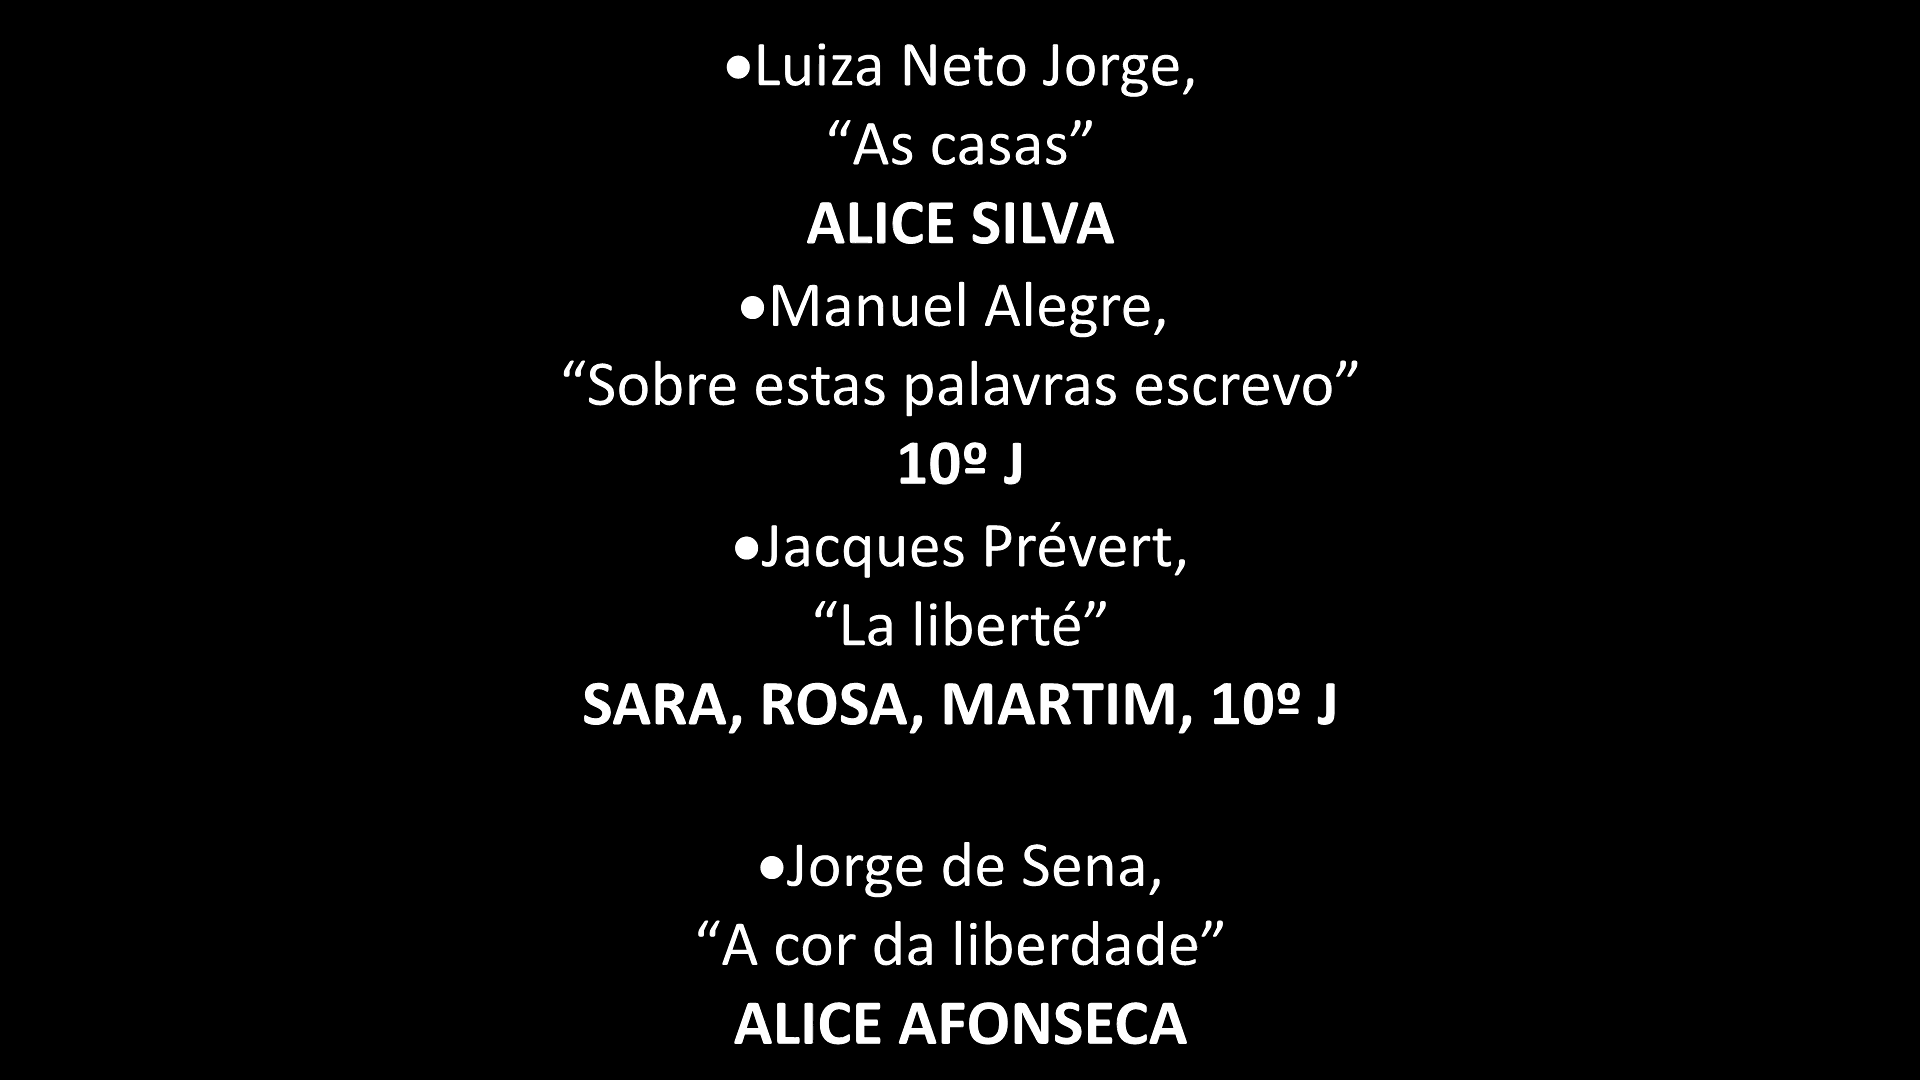 •Luiza Neto Jorge,
“As casas”
ALICE SILVA
•Manuel Alegre,
“Sobre estas palavras escrevo”
10º J
•Jacques Prévert,
“La liberté”
SARA, ROSA, MARTIM, 10º J
•Jorge de Sena,
“A cor da liberdade”
ALICE AFONSECA